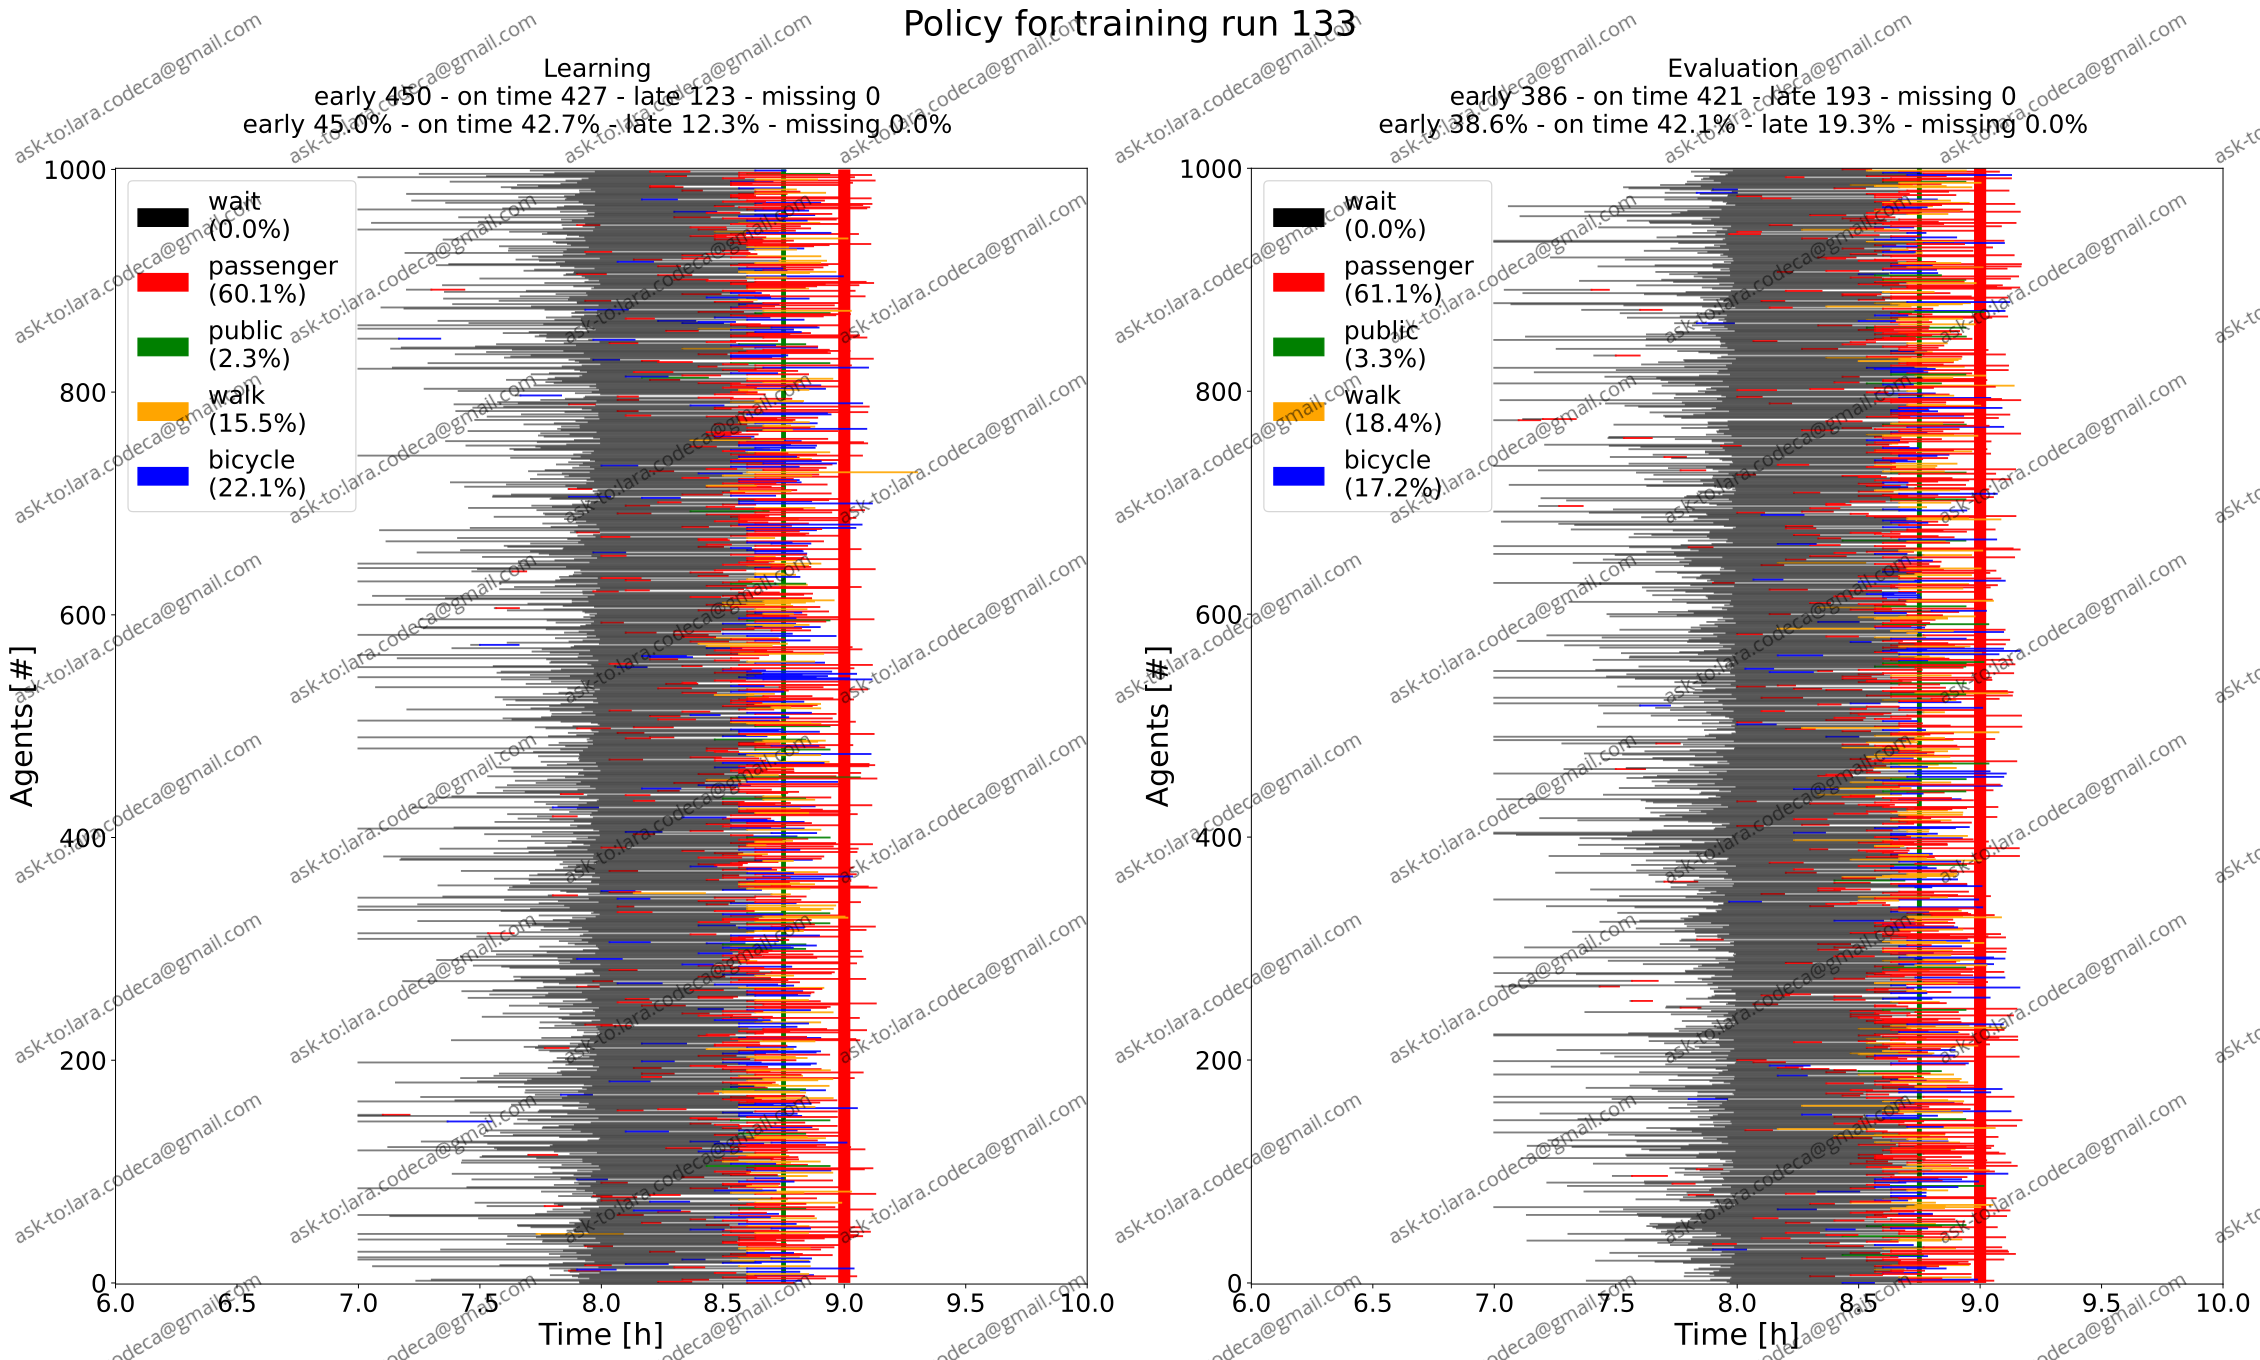 Policy for training run 133
Learning
early 450 - on time 427 - late 123 - missing 0
early 45.0% - on time 42.7% - late 12.3% - missing 0.0%
Evaluation
early 386 - on time 421 - late 193 - missing 0
early 38.6% - on time 42.1% - late 19.3% - missing 0.0%
Agents [#]
1000
800
600
400
200
0
wait
(0.0%)
passenger
(60.1%)
public
(2.3%)
walk
(15.5%)
bicycle
(22.1%)
6.0 6.5 7.0 7.5 8.0 8.5 9.0 9.5 10.0
Time [h]
Agents [#]
1000
800
600
400
200
0
wait
(0.0%)
passenger
(61.1%)
public
(3.3%)
walk
(18.4%)
bicycle
(17.2%)
6.0 6.5 7.0 7.5 8.0 8.5 9.0 9.5 10.0
Time [h]
ask-to:lara.codeca@gmail.com